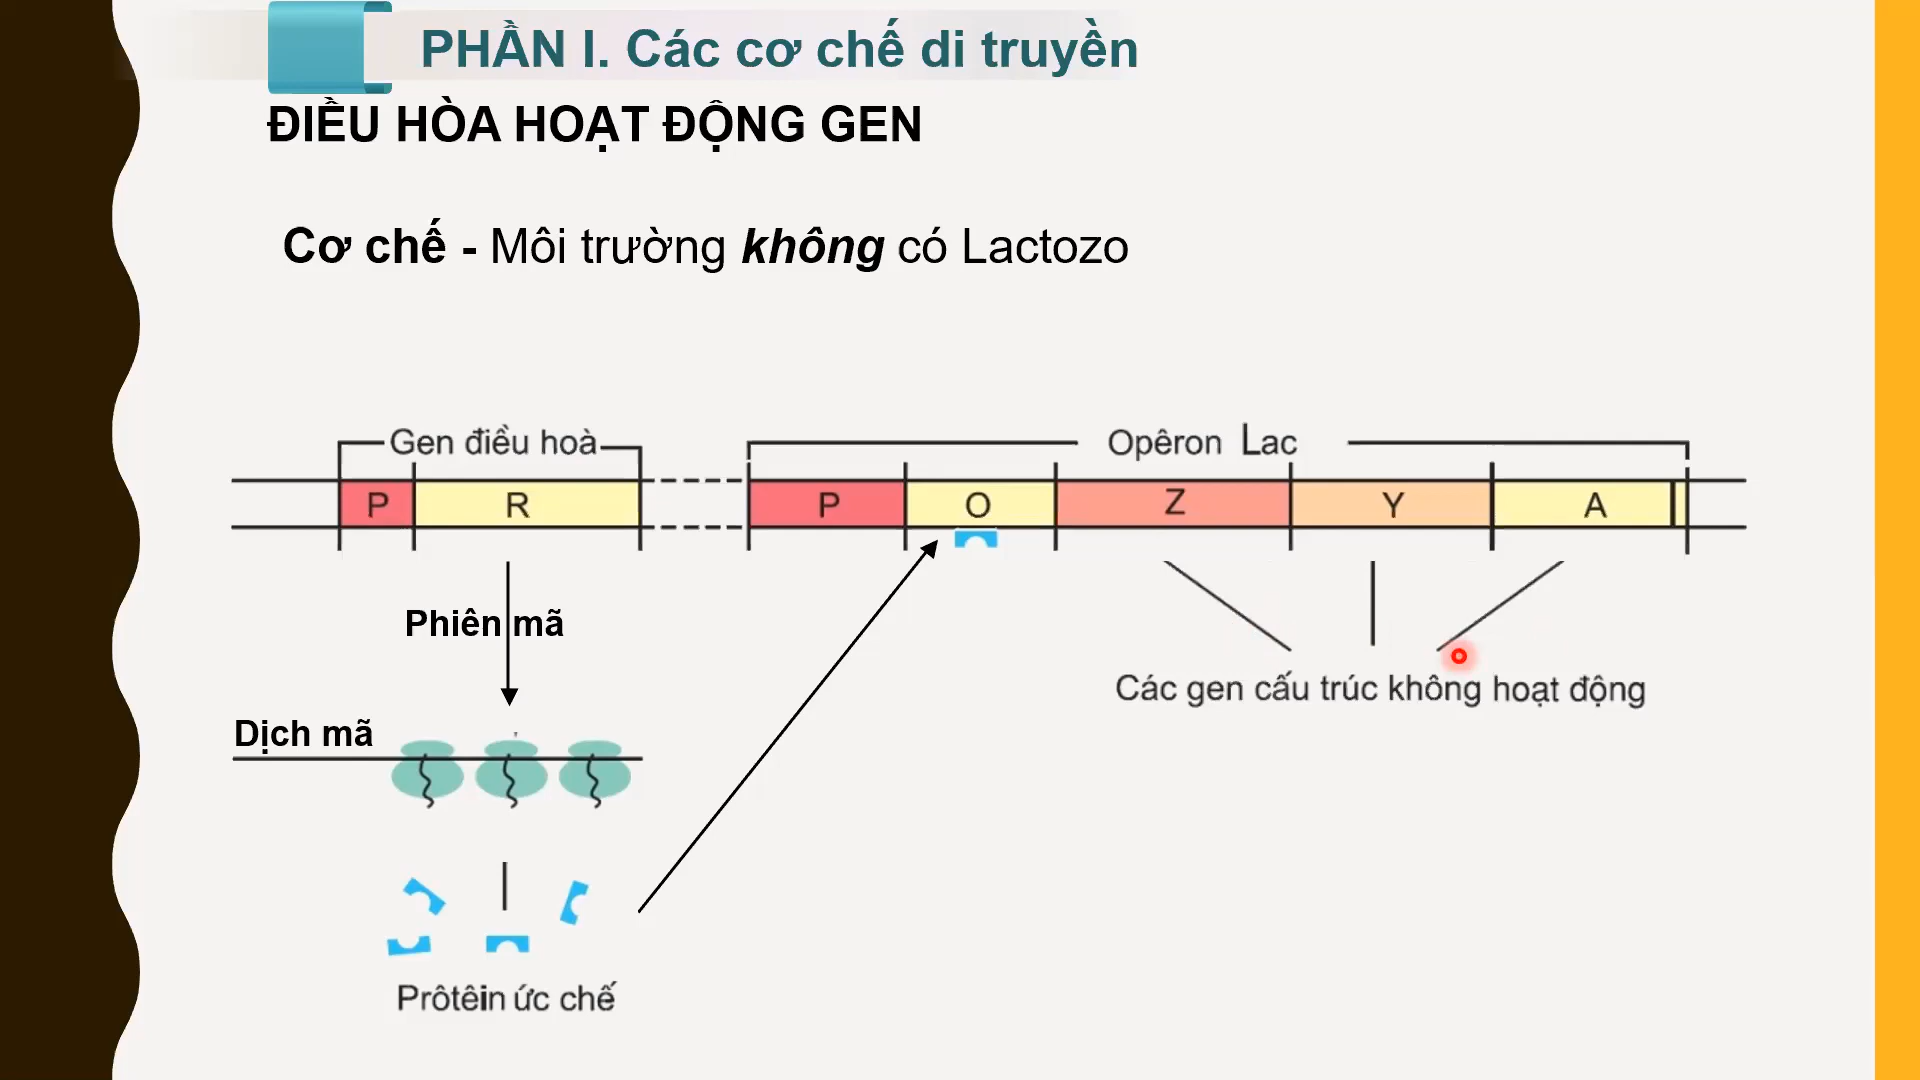 PHẦN I. Các cơ chế di truyền
ĐIỀU HÒA HOẠT ĐỘNG GEN
Cơ chế - Môi trường không có Lactozo
Gen điều hoà
Opêron Lac
P R P O Z Y A
Phiên mã
Các gen cấu trúc không hoạt động
Dịch mã
Prôtêin ức chế